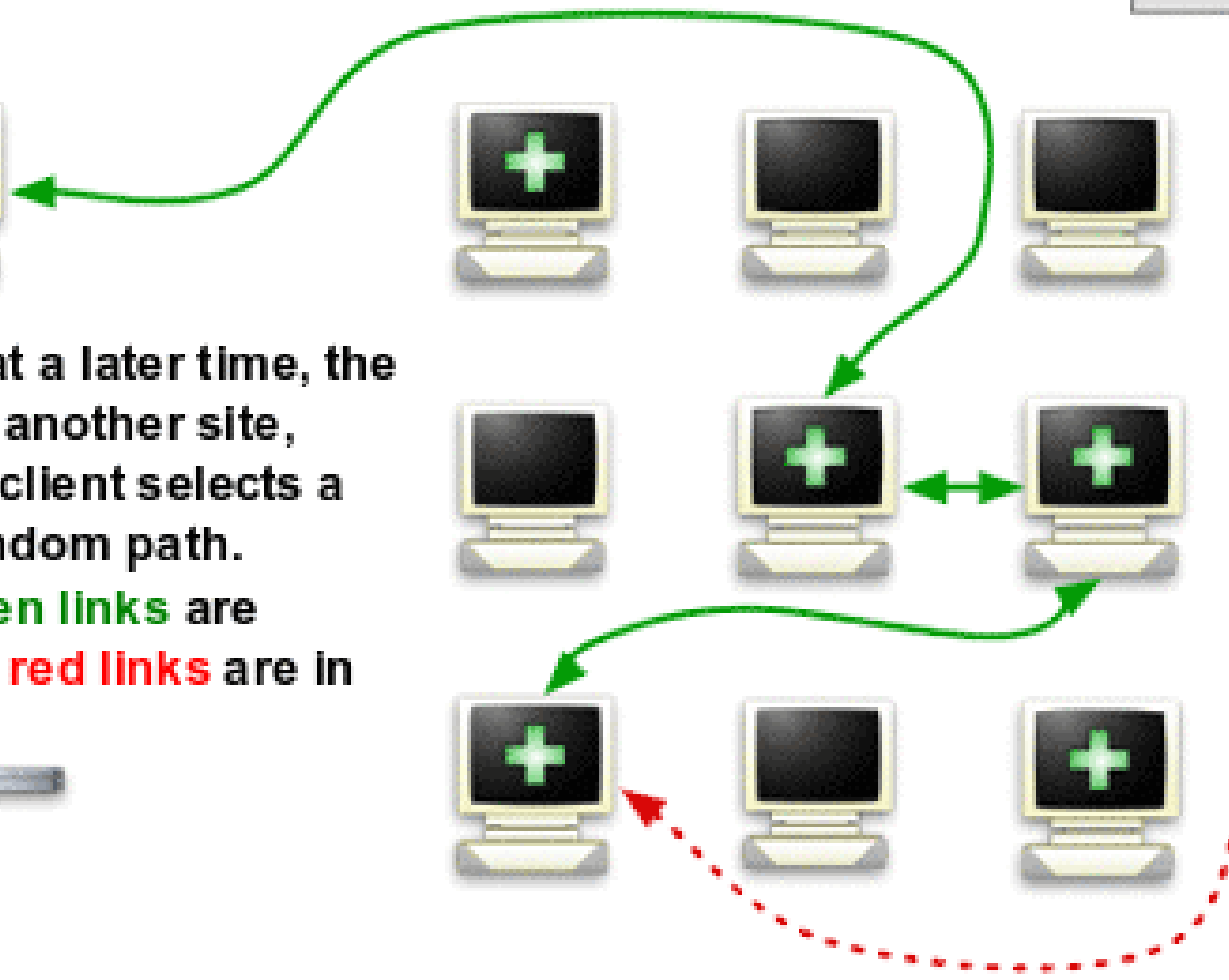 at a later time, the
another site,
client selects a
ndom path.
en links are
red links are in